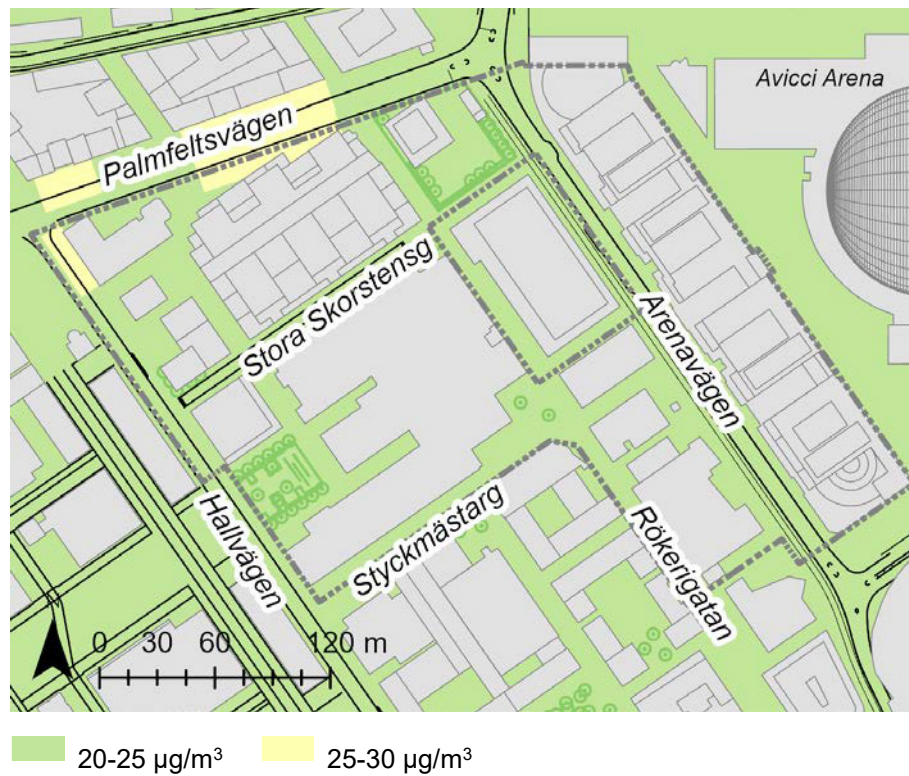 Avicci Arena
Palmfeltsvägen
Stora Skorstensg
Arenavägen
Styckmästarg
Hallvägen
Rökerigatan
0 30 60 120 m
20-25 µg/m³ 25-30 µg/m³